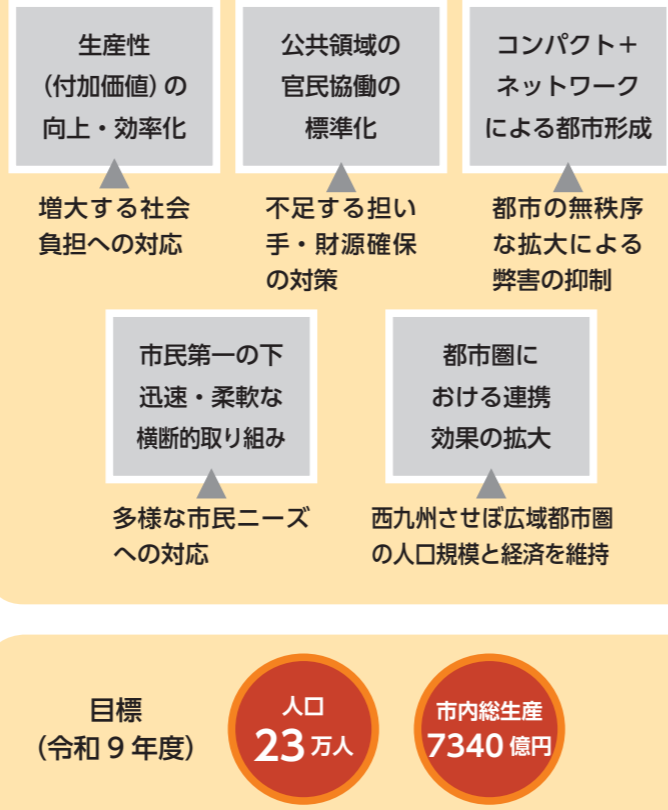 生産性
（付加価値）の
向上・効率化
増大する社会
負担への対応
公共領域の
官民協働の
標準化
不足する担い
手・財源確保
の対策
コンパクト＋
ネットワーク
による都市形成
都市の無秩序
な拡大による
弊害の抑制
市民第一の下
迅速・柔軟な
横断的取り組み
多様な市民ニーズ
への対応
都市圏に
おける連携
効果の拡大
西九州させぼ広域都市圏
の人口規模と経済を維持
目標
（令和 9 年度）
人口
23 万人
市内総生産
7340 億円